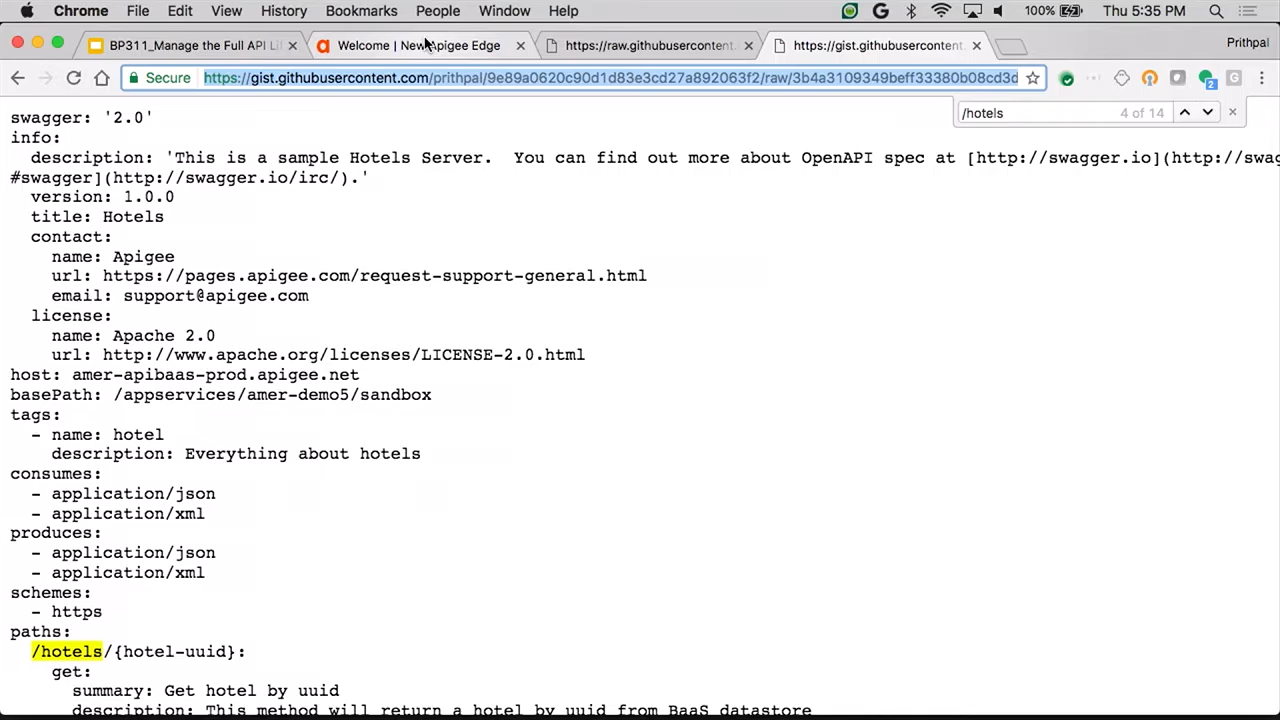 Chrome File Edit View History Bookmarks People Window Help 100% Thu 5:35 PM
BP311_Manage the Full API Li Welcome | New Apigee Edge https://raw.githubusercontent. https://gist.githubusercontent. Prithpal
Secure https://gist.githubusercontent.com/prithpal/9e89a0620c90d1d83e3cd27a892063f2/raw/3b4a3109349beff33380b08cd3d
/hotels 4 of 14
swagger: '2.0'
info:
description: 'This is a sample Hotels Server. You can find out more about OpenAPI spec at [http://swagger.io](http://swag
#swagger](http://swagger.io/irc/).'
version: 1.0.0
title: Hotels
contact:
name: Apigee
url: https://pages.apigee.com/request-support-general.html
email: support@apigee.com
license:
name: Apache 2.0
url: http://www.apache.org/licenses/LICENSE-2.0.html
host: amer-apibaas-prod.apigee.net
basePath: /appservices/amer-demo5/sandbox
tags:
- name: hotel
description: Everything about hotels
consumes:
- application/json
- application/xml
produces:
- application/json
- application/xml
schemes:
- https
paths:
/hotels/{hotel-uuid}:
get:
summary: Get hotel by uuid
description: This method will return a hotel by uuid from BaaS datastore